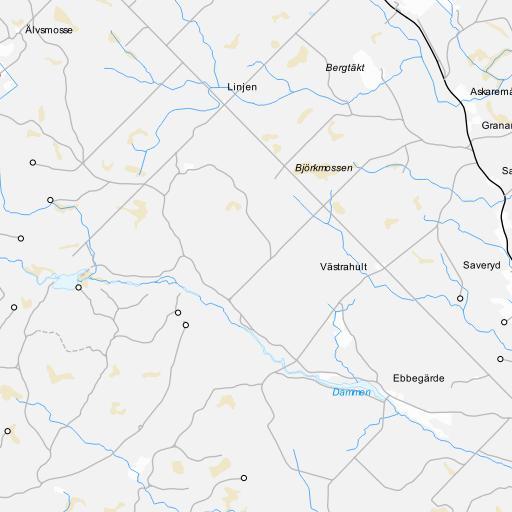 Älvsmosse
Bergtäkt
Linjen
Björkmossen
Västrahult
Saveryd
Ebbegärde
Dammen